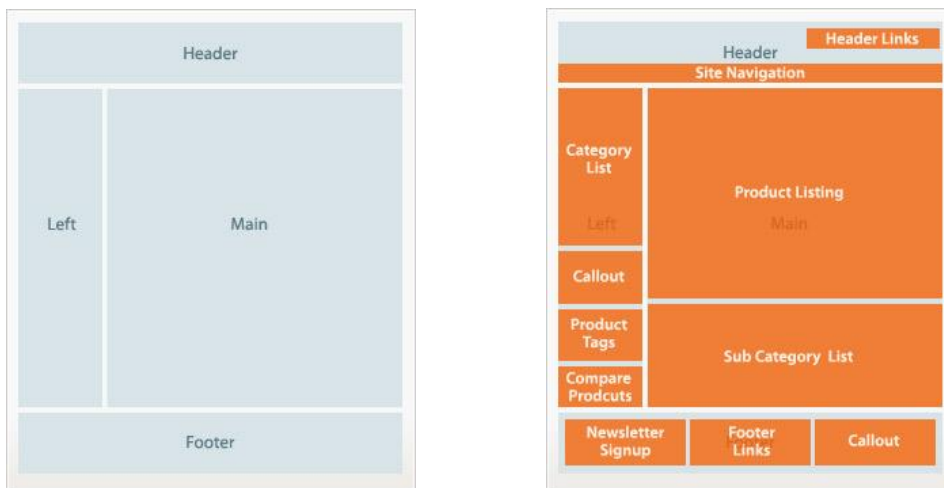 Header
Left
Main
Footer
Header Links
Header
Site Navigation
Category
List
Product Listing
Left
Main
Callout
Product
Tags
Sub Category List
Compare
Prodcuts
Newsletter
Signup
Footer
Links
Callout